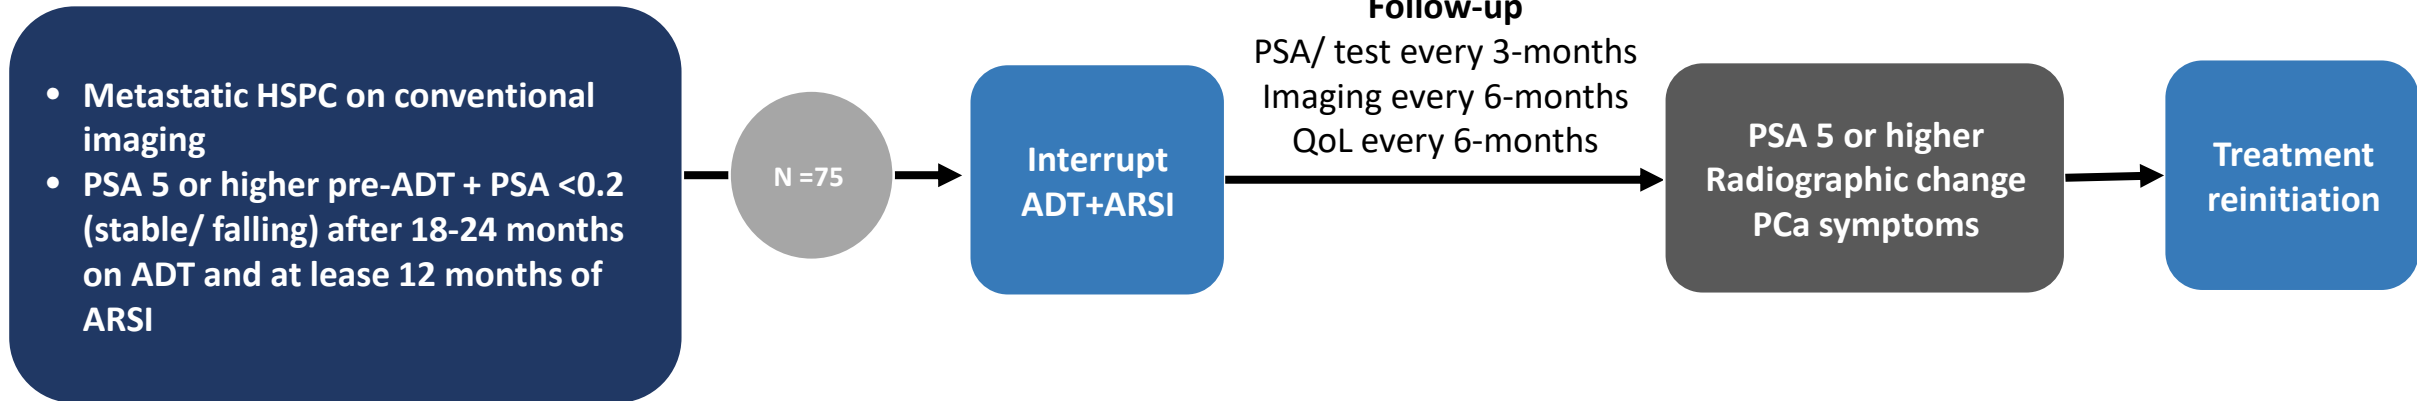 • Metastatic HSPC on conventional
imaging
• PSA 5 or higher pre-ADT + PSA <0.2
(stable/ falling) after 18-24 months
on ADT and at lease 12 months of
ARSI
N =75
Interrupt
ADT+ARSI
Follow-up
PSA/ test every 3-months
Imaging every 6-months
QoL every 6-months
PSA 5 or higher
Radiographic change
PCa symptoms
Treatment
reinitiation